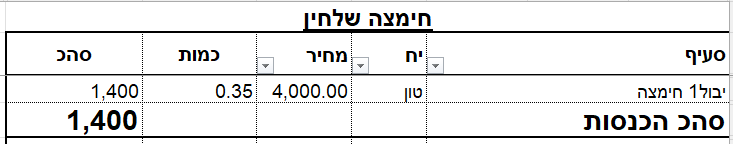 חימצה שלחין
סעיף יח מחיר כמות סהכ
יבול1 חימצה טון 4,000.00 0.35 1,400
סהכ הכנסות 1,400